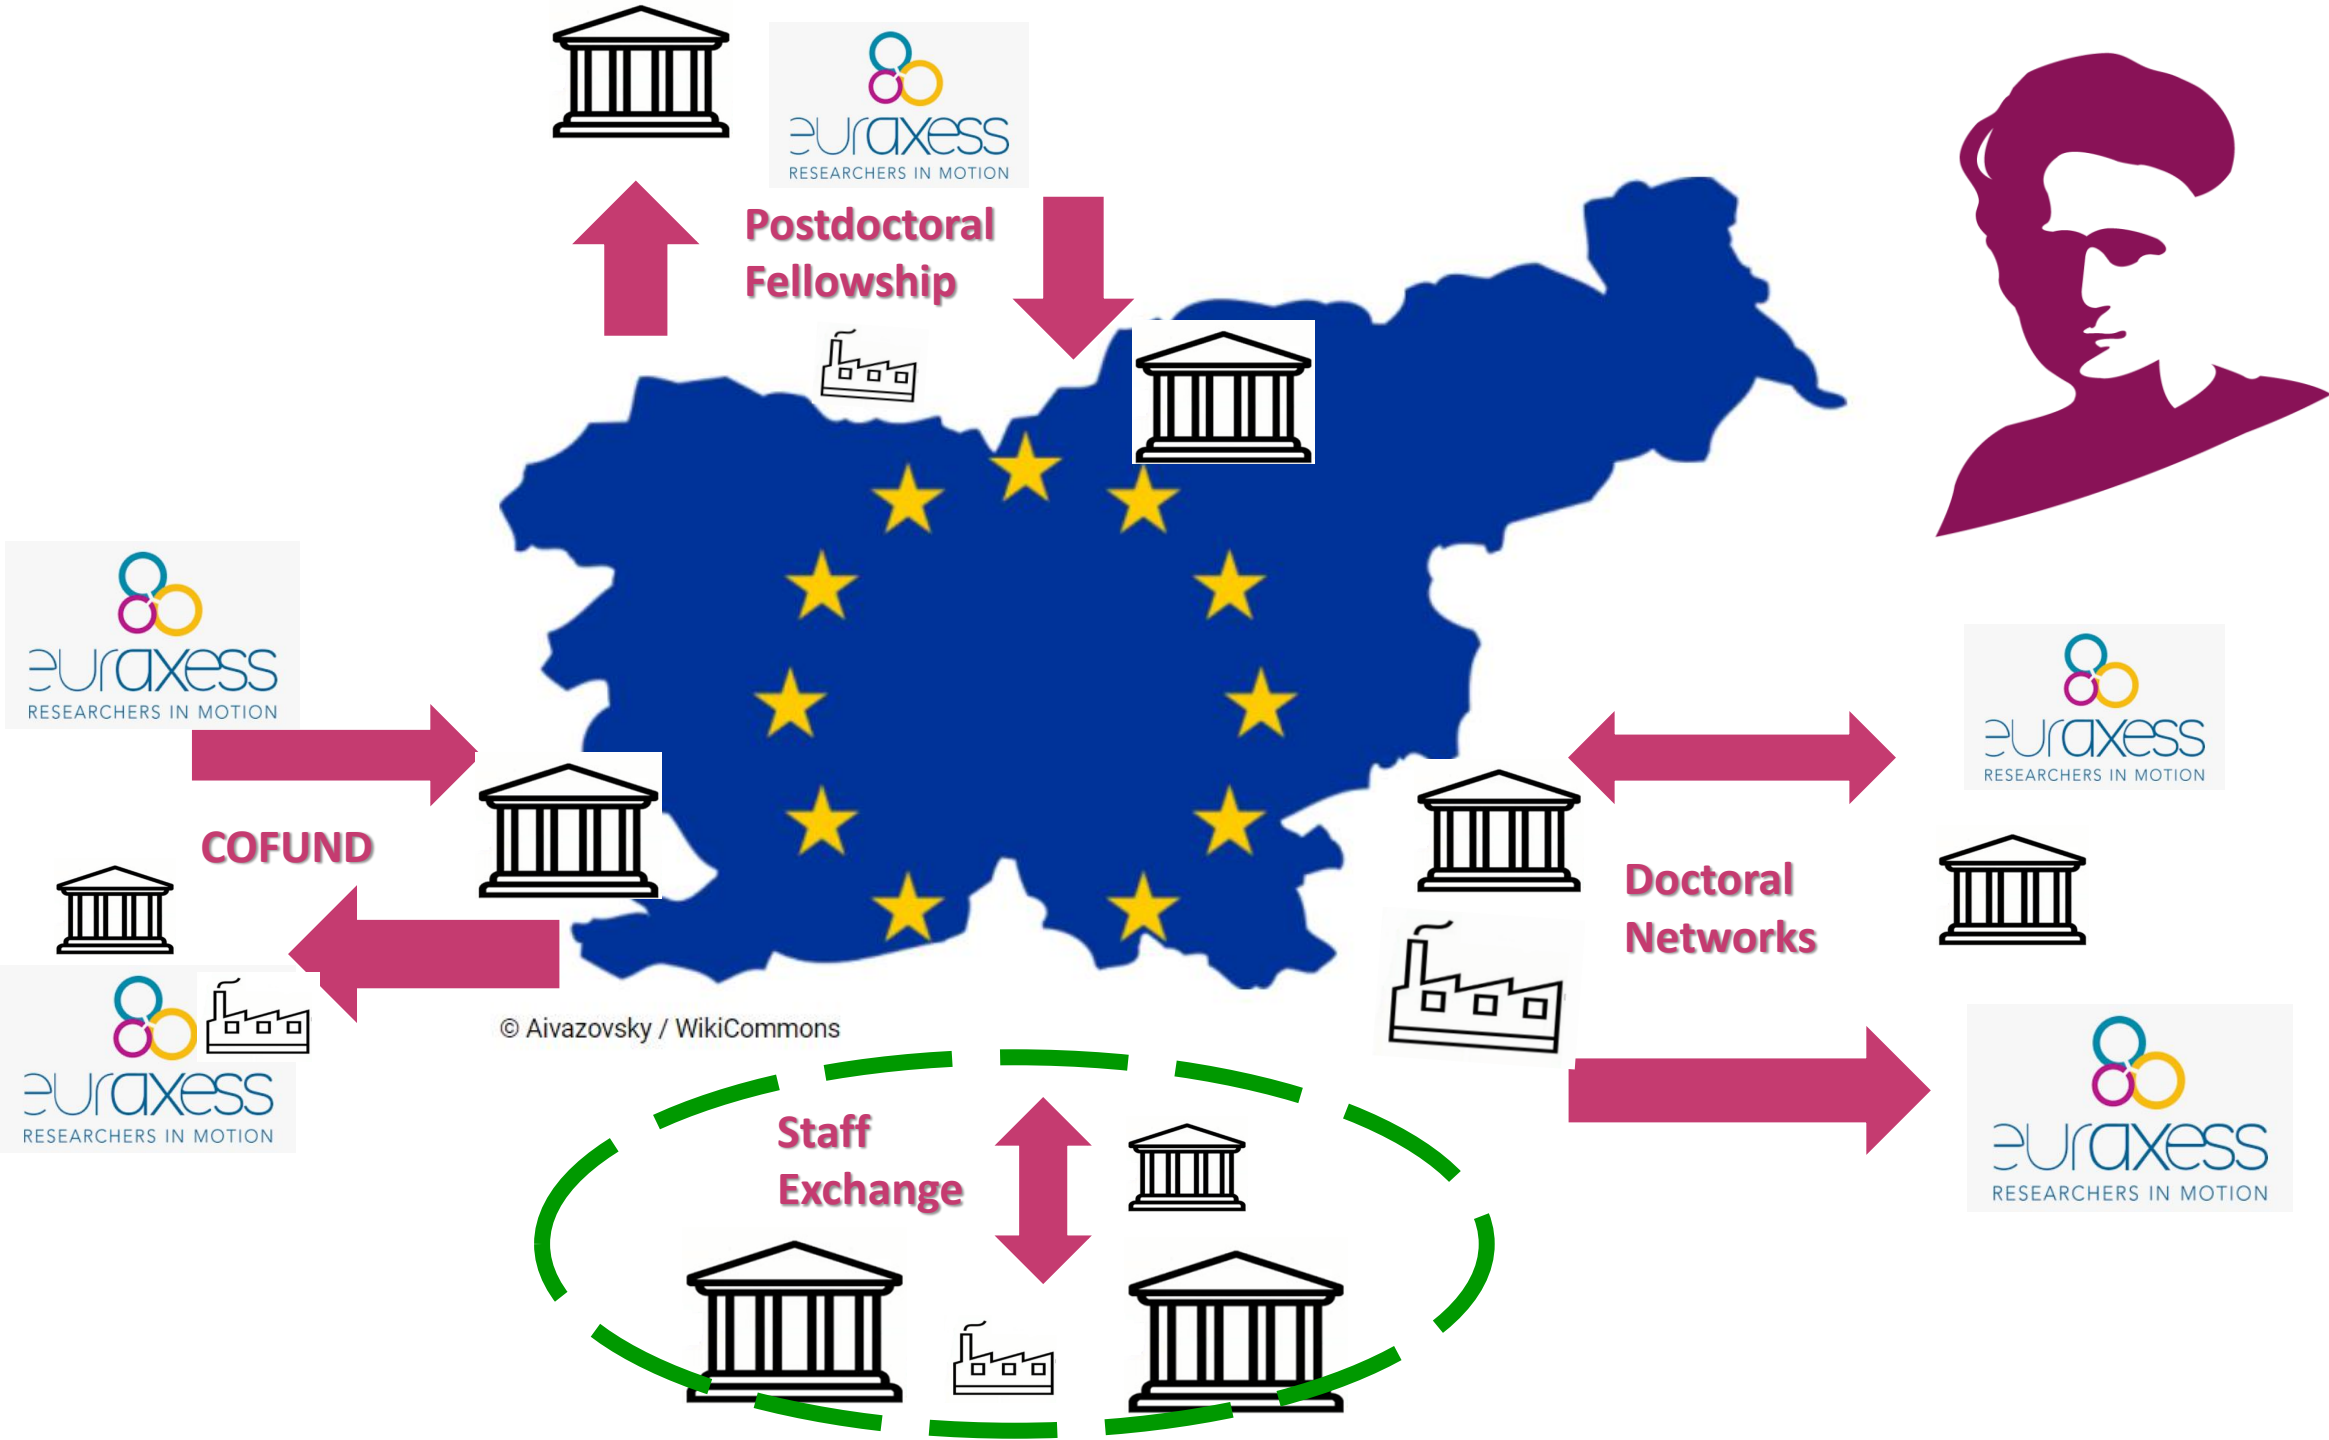 euraxess
RESEARCHERS IN MOTION
Postdoctoral
Fellowship
euraxess
RESEARCHERS IN MOTION
COFUND
euraxess
RESEARCHERS IN MOTION
euraxess
RESEARCHERS IN MOTION
Doctoral
Networks
euraxess
RESEARCHERS IN MOTION
© Aivazovsky / WikiCommons
Staff
Exchange